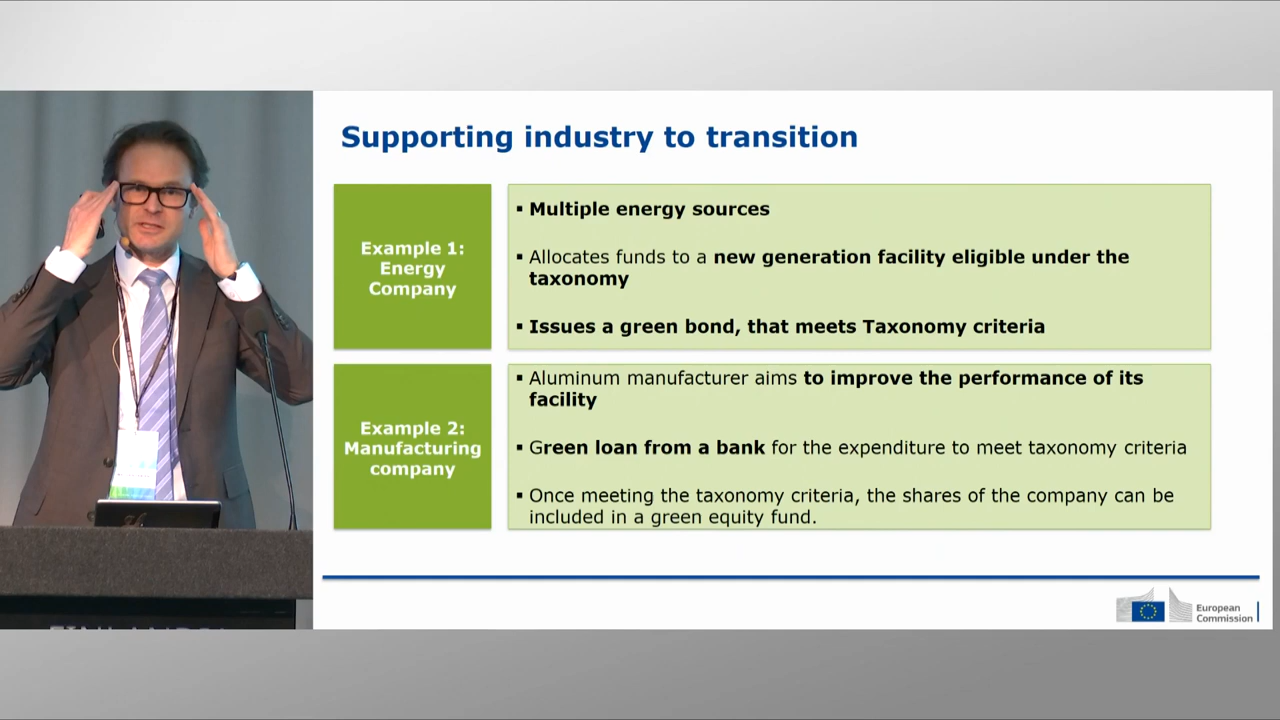 Supporting industry to transition
Example 1:
Energy
Company
▪ Multiple energy sources
▪ Allocates funds to a new generation facility eligible under the
taxonomy
▪ Issues a green bond, that meets Taxonomy criteria
Example 2:
Manufacturing
company
▪ Aluminum manufacturer aims to improve the performance of its
facility
▪ Green loan from a bank for the expenditure to meet taxonomy criteria
▪ Once meeting the taxonomy criteria, the shares of the company can be
included in a green equity fund.
European
Commission